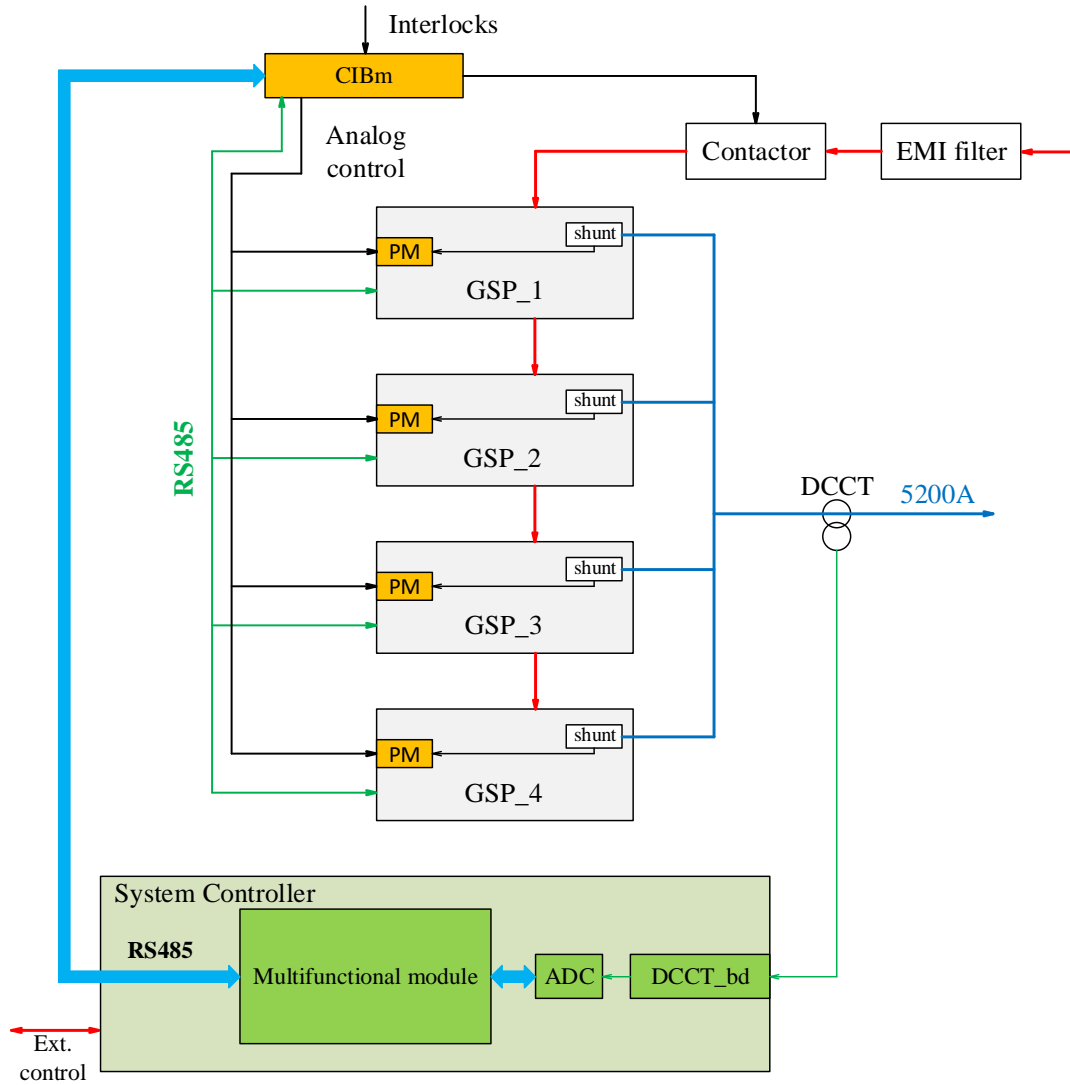 Interlocks
CIBm
Analog
control
Contactor
EMI filter
shunt
PM
GSP_1
shunt
PM
GSP_2
RS485
DCCT
5200A
shunt
PM
GSP_3
shunt
PM
GSP_4
System Controller
RS485
Multifunctional module
ADC
DCCT_bd
Ext.
control